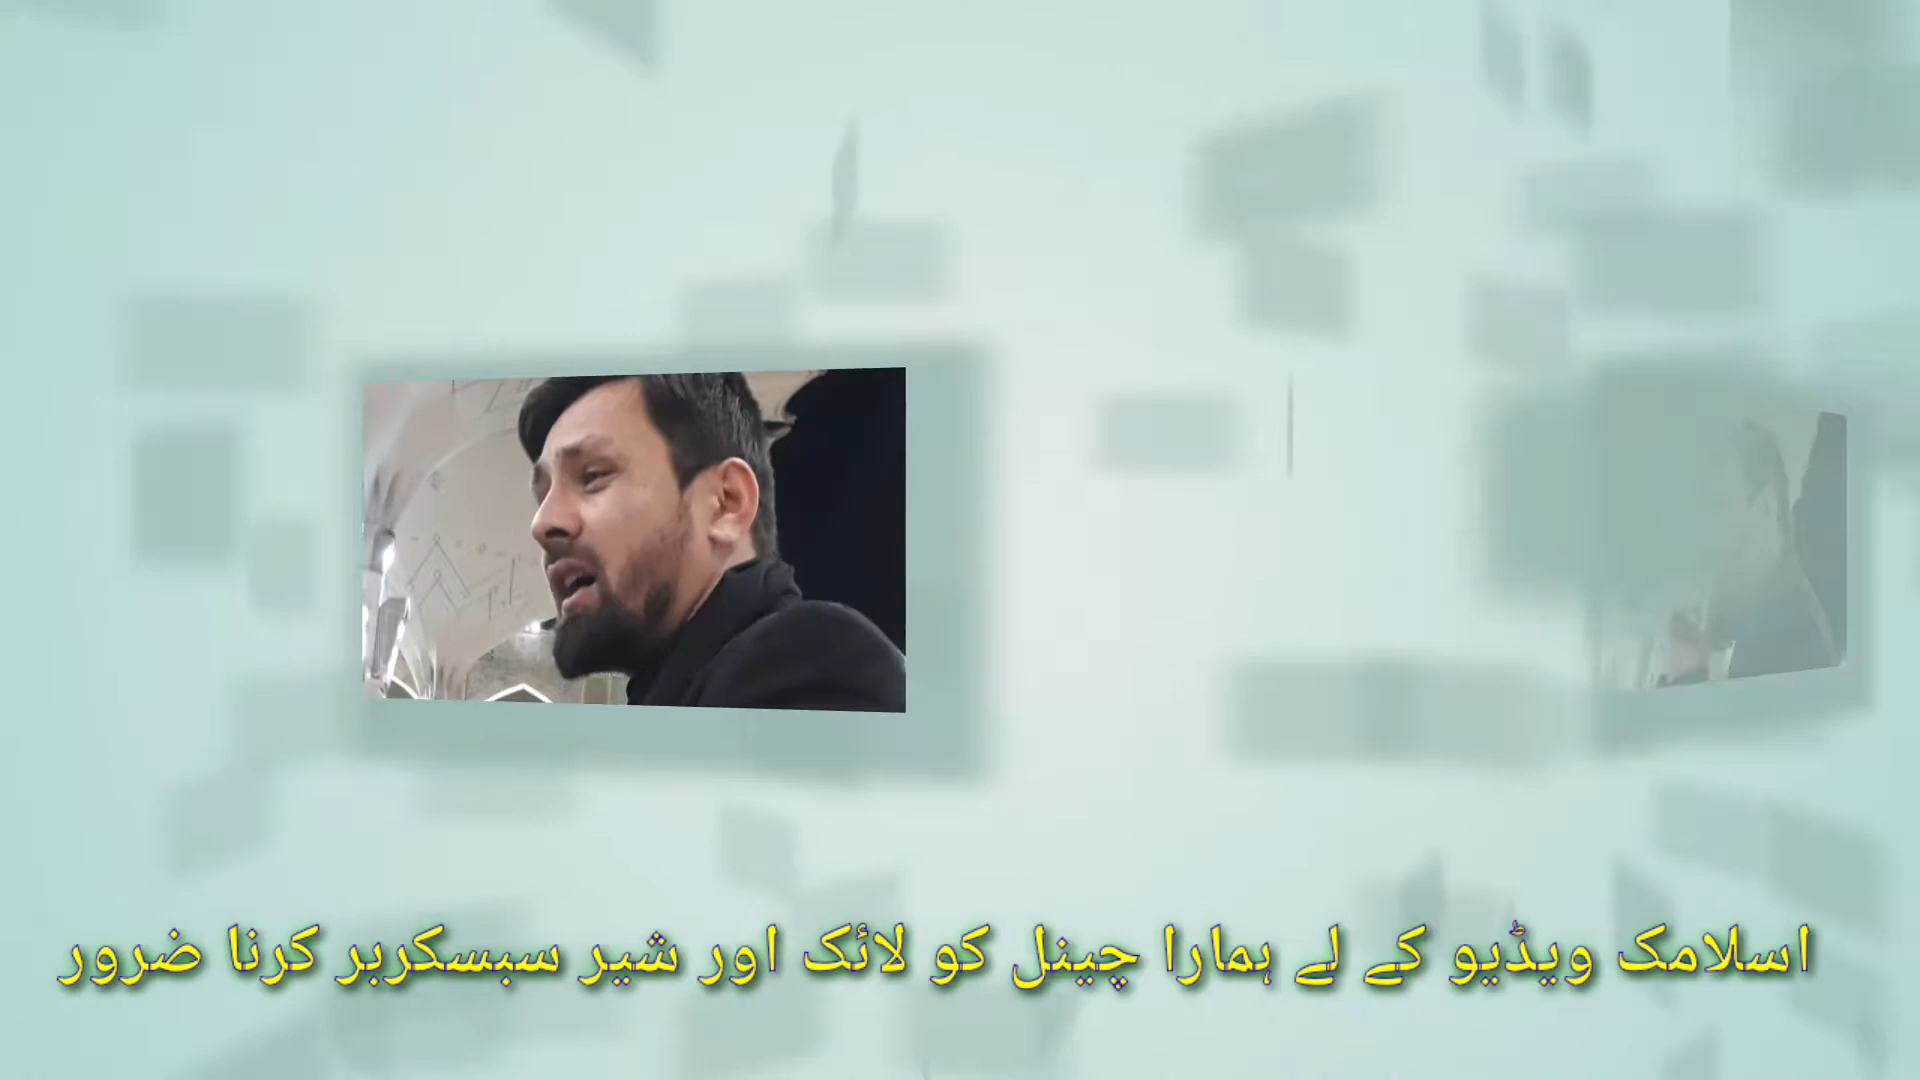 اسلامک ویڈیو کے لے ہمارا چینل کو لائک اور شیر سبسکربر کرنا ضرور